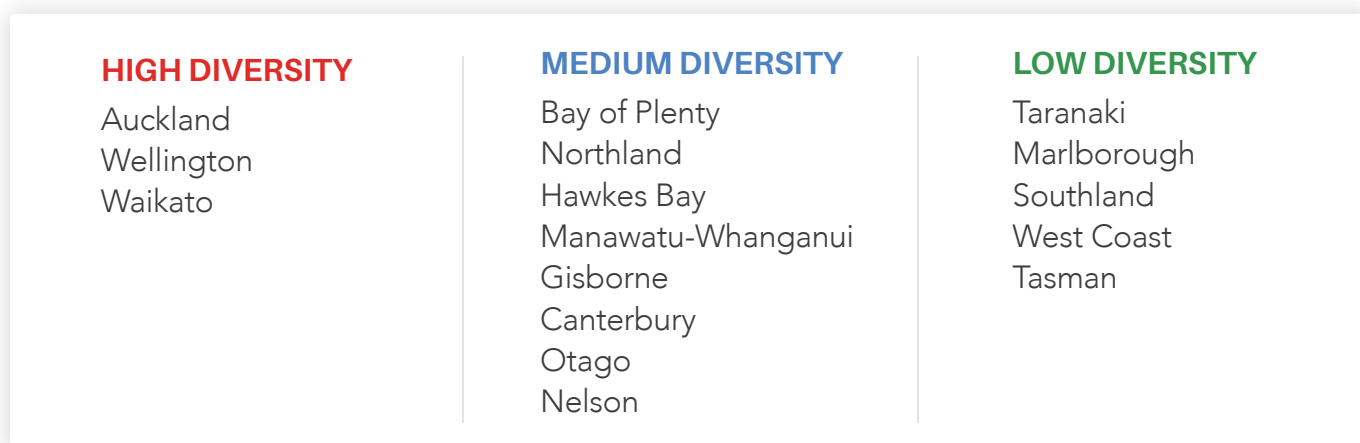 HIGH DIVERSITY
Auckland
Wellington
Waikato
MEDIUM DIVERSITY
Bay of Plenty
Northland
Hawkes Bay
Manawatu-Whanganui
Gisborne
Canterbury
Otago
Nelson
LOW DIVERSITY
Taranaki
Marlborough
Southland
West Coast
Tasman